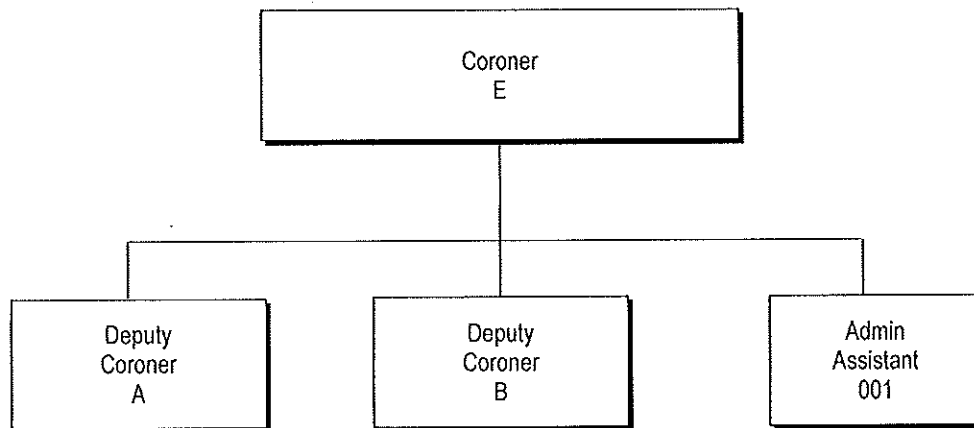 Coroner
E
Deputy
Coroner
A
Deputy
Coroner
B
Admin
Assistant
001